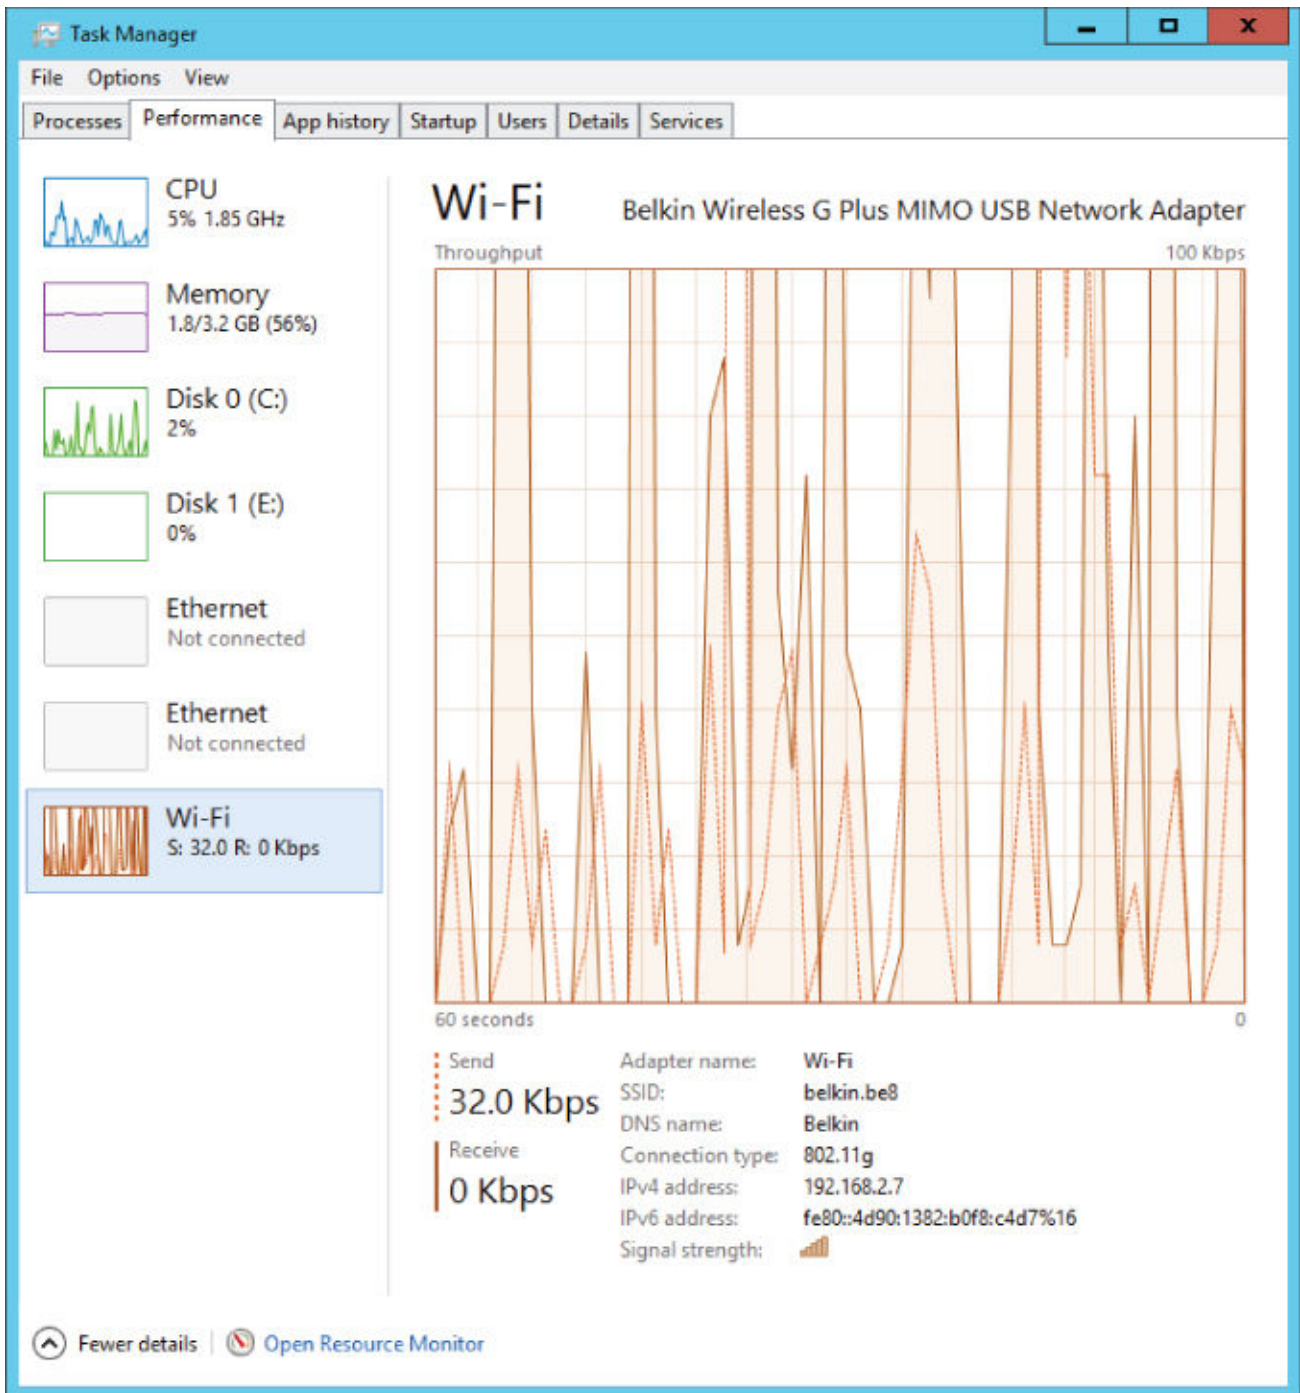 Task Manager
File Options View
Processes Performance App history Startup Users Details Services
CPU
5% 1.85 GHz
Memory
1.8/3.2 GB (56%)
Disk 0 (C:)
2%
Disk 1 (E:)
0%
Ethernet
Not connected
Ethernet
Not connected
Wi-Fi
S: 32.0 R: 0 Kbps
Wi-Fi
Belkin Wireless G Plus MIMO USB Network Adapter
Throughput 100 Kbps
60 seconds 0
Send
32.0 Kbps
Receive
0 Kbps
Adapter name: Wi-Fi
SSID: belkin.be8
DNS name: Belkin
Connection type: 802.11g
IPv4 address: 192.168.2.7
IPv6 address: fe80::4d90:1382:b0f8:c4d7%16
Signal strength:
Fewer details Open Resource Monitor